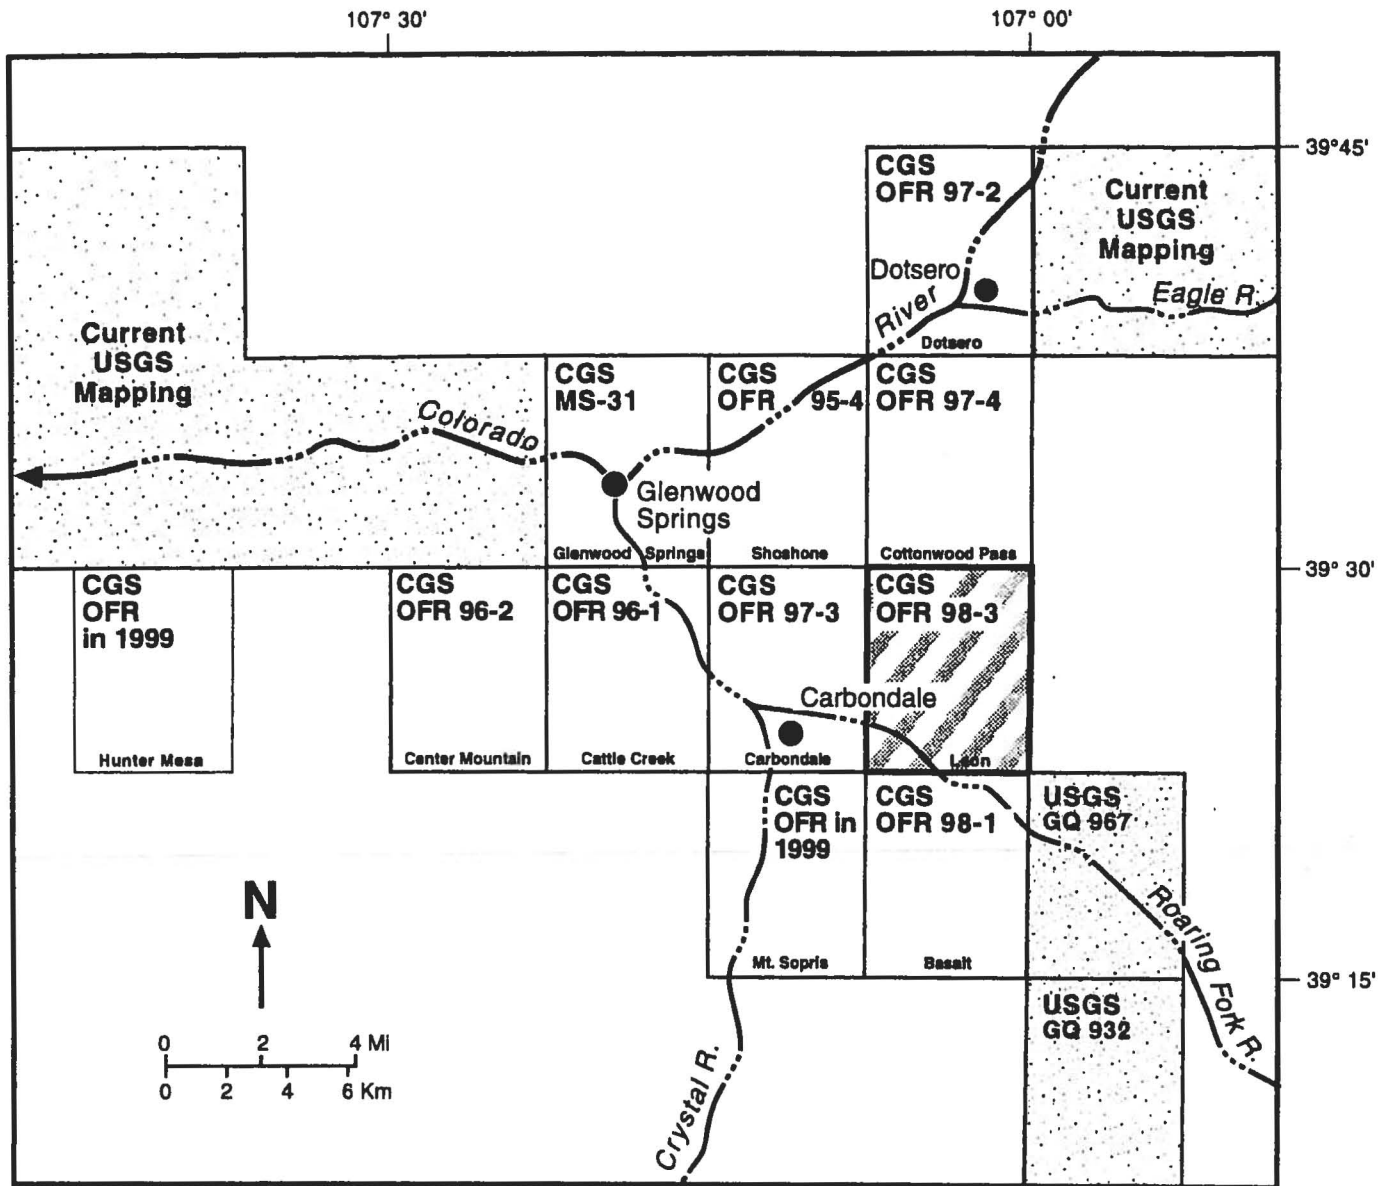 107° 30'
107° 00'
39°45'
CGS
OFR 97-2
Current
USGS
Mapping
Dotsero
River
Eagle R.
Dotsero
Current
USGS
Mapping
CGS
MS-31
CGS
OFR 95-4
CGS
OFR 97-4
Colorado
Glenwood
Springs
Glenwood Springs
Shoshone
Cottonwood Pass
39° 30'
CGS
OFR
in 1999
CGS
OFR 96-2
CGS
OFR 96-1
CGS
OFR 97-3
CGS
OFR 98-3
Carbondale
Hunter Mesa
Center Mountain
Cattle Creek
Carbondale
Leon
CGS
OFR in
1999
CGS
OFR 98-1
USGS
GQ 967
Roaring Fork R.
N
Mt. Sopris
Basalt
39° 15'
USGS
GQ 932
0 2 4 Mi
0 2 4 6 Km
Crystal R.